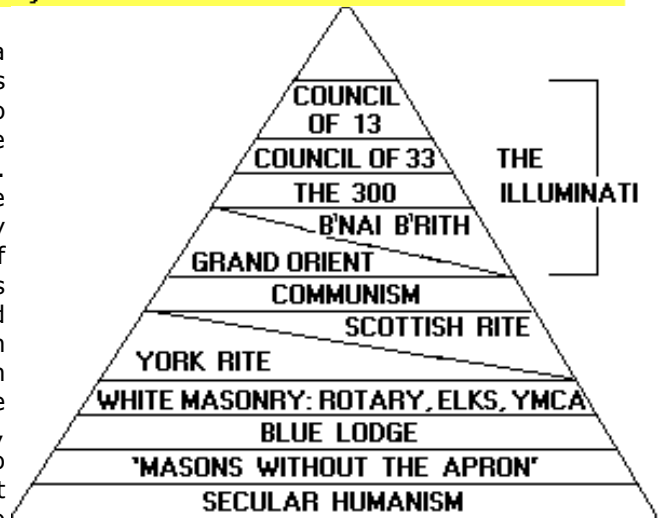 COUNCIL
OF 13
COUNCIL OF 33
THE 300
THE
ILLUMINATI
B'NAI B'RITH
GRAND ORIENT
COMMUNISM
SCOTTISH RITE
YORK RITE
WHITE MASONRY: ROTARY, ELKS, YMCA
BLUE LODGE
"MASONS WITHOUT THE APRON"
SECULAR HUMANISM